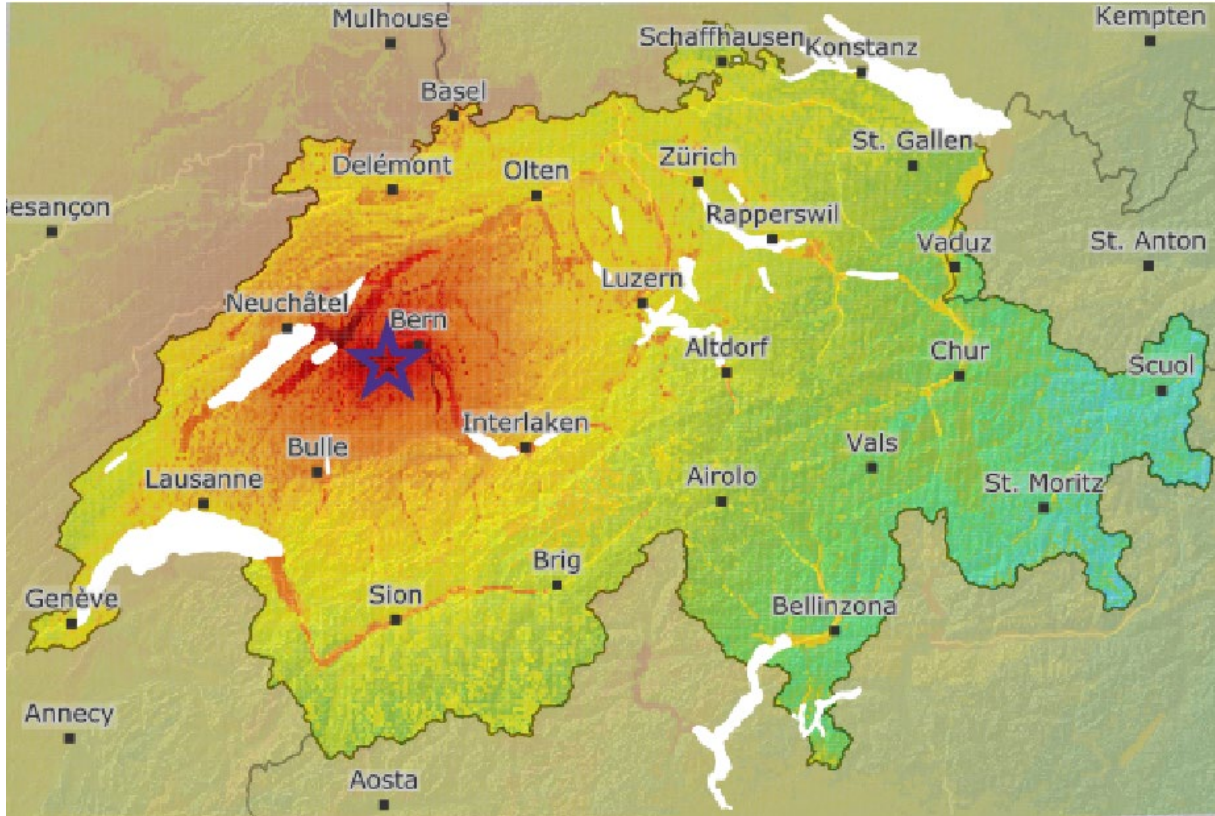 Mulhouse
Kempten
Schaffhausen
Konstanz
Basel
St. Gallen
Delémont
Olten
Zürich
Besançon
Rapperswil
Vaduz
St. Anton
Neuchâtel
Bern
Luzern
Altdorf
Chur
Scuol
Interlaken
Bulle
Vals
Lausanne
Airolo
St. Moritz
Brig
Genève
Sion
Bellinzona
Annecy
Aosta